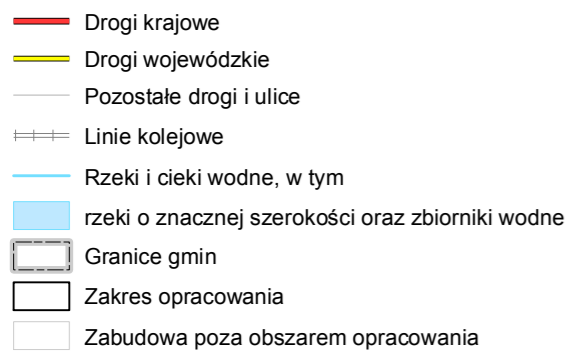 Drogi krajowe
Drogi wojewódzkie
Pozostałe drogi i ulice
Linie kolejowe
Rzeki i cieki wodne, w tym
rzeki o znacznej szerokości oraz zbiorniki wodne
Granice gmin
Zakres opracowania
Zabudowa poza obszarem opracowania